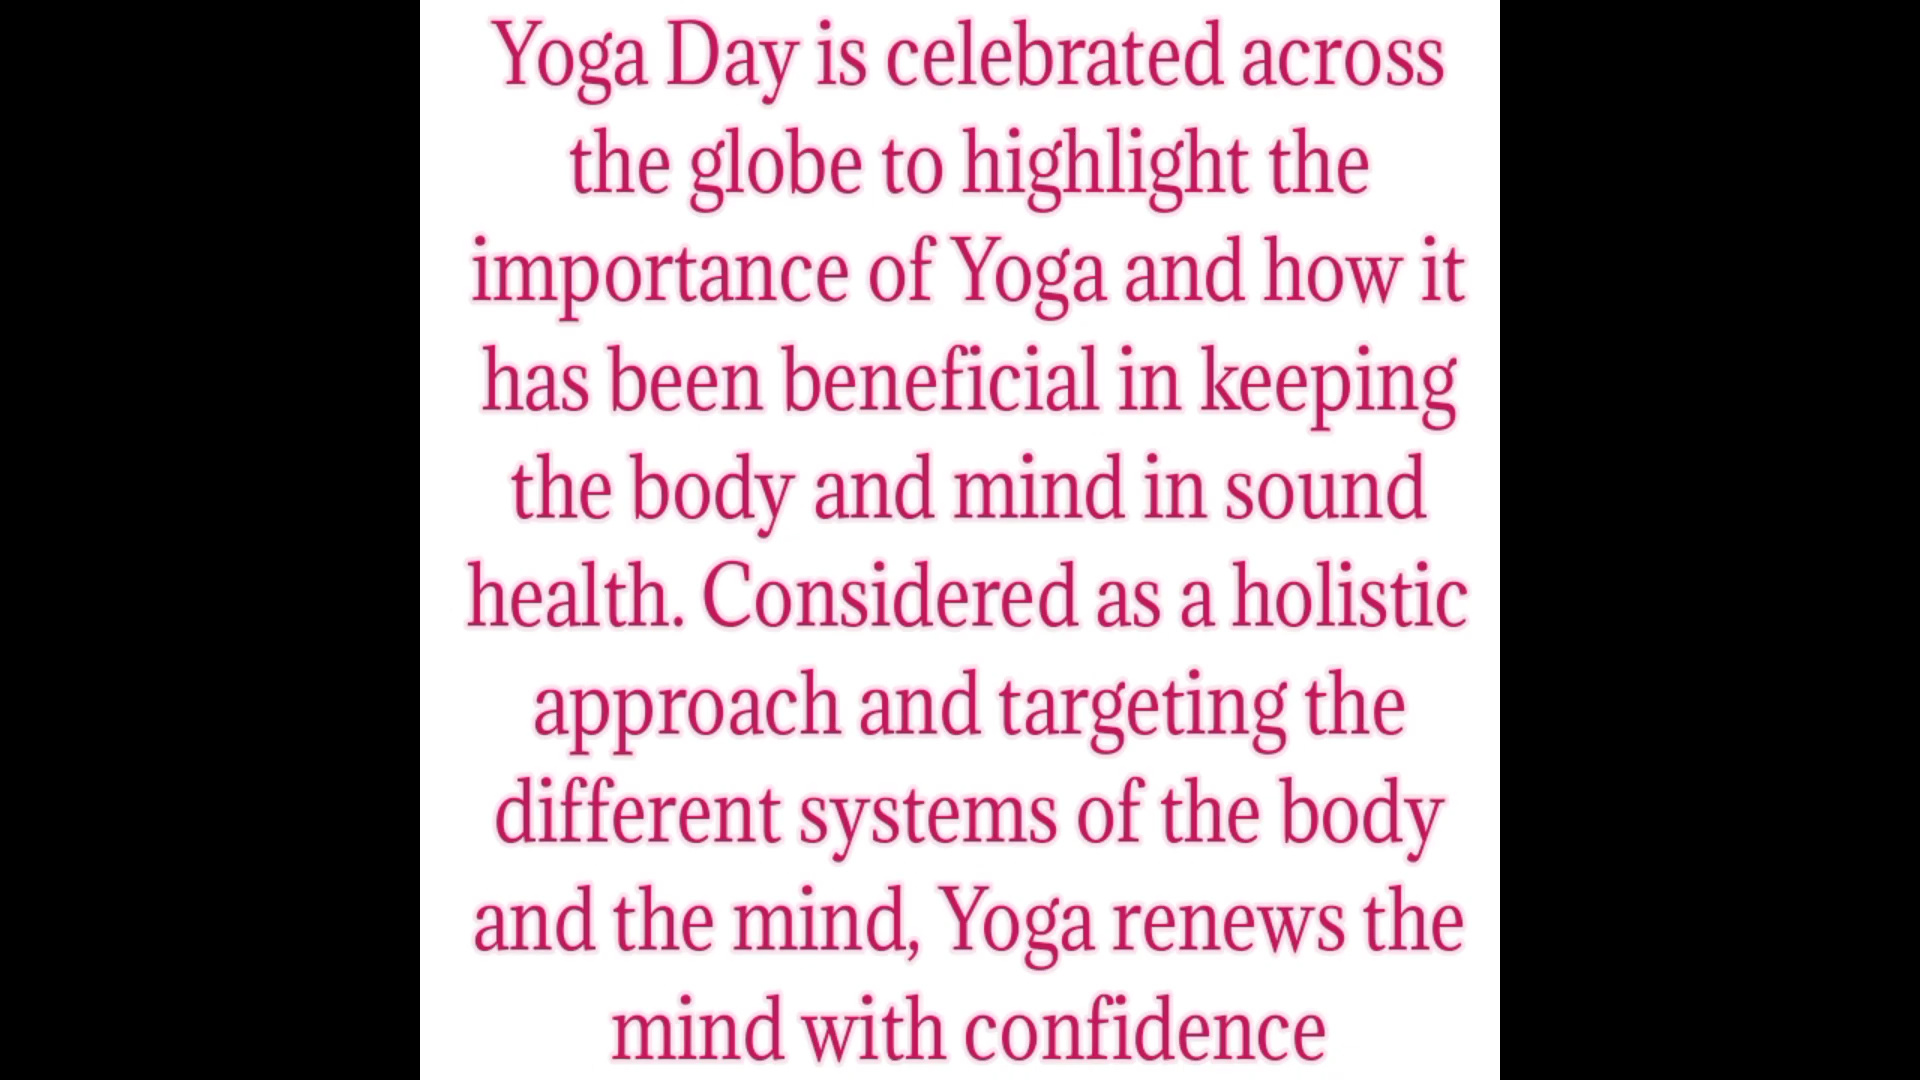 Yoga Day is celebrated across
the globe to highlight the
importance of Yoga and how it
has been beneficial in keeping
the body and mind in sound
health. Considered as a holistic
approach and targeting the
different systems of the body
and the mind, Yoga renews the
mind with confidence